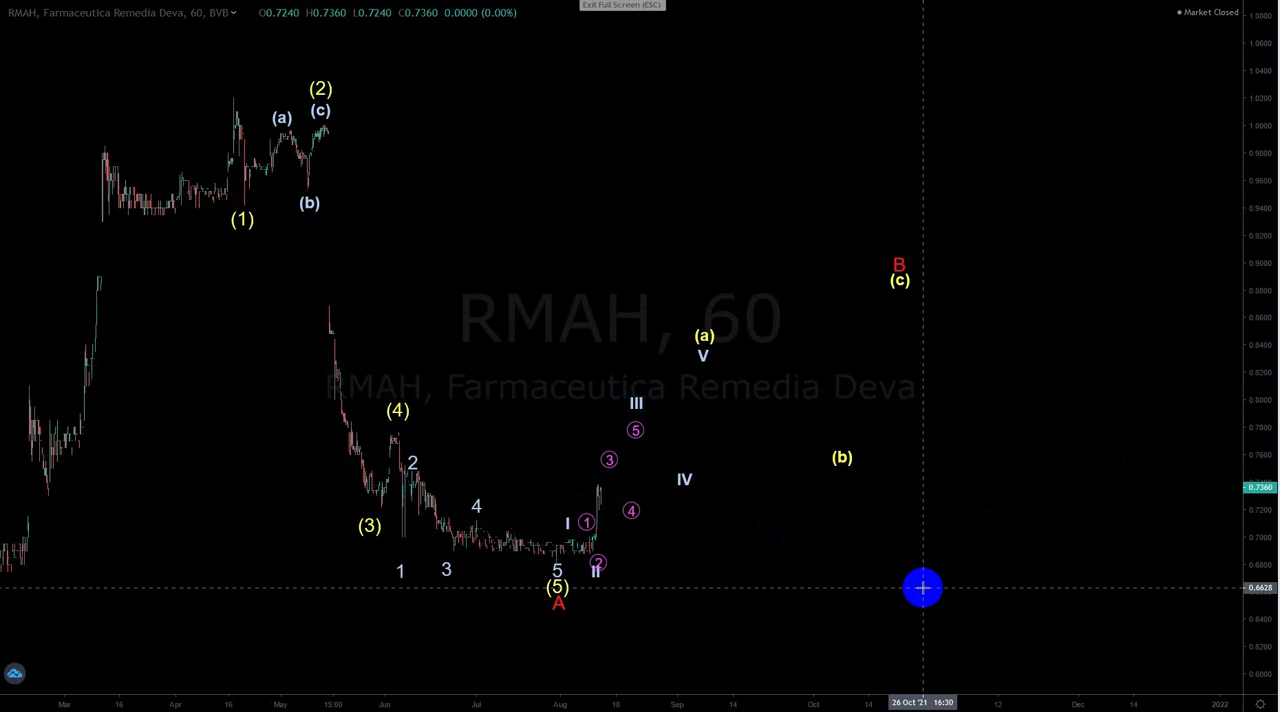 RMAH, Farmaceutica Remedia Deva, 60, BVB O0.7240 H0.7360 L0.7240 C0.7360 0.0000 (0.00%)
Exit Full Screen (ESC)
Market Closed
1.0800
1.0600
1.0400
1.0200
1.0000
0.9800
0.9600
0.9400
0.9200
0.9000
0.8800
0.8600
0.8400
0.8200
0.8000
0.7800
0.7600
0.7360
0.7200
0.7000
0.6800
0.6628
0.6400
0.6200
0.6000
(2)
(a) (c)
(b)
(1)
B
(c)
RMAH, 60
RMAH, Farmaceutica Remedia Deva
(a)
V
III
(4)
5
2
3
(b)
IV
4
4
(3)
I 1
2
1 3 5 II
(5)
A
Mar 16 Apr 16 May 15:00 Jun Jul Aug 18 Sep 14 Oct 26 Oct '21 16:30 12 Dec 14 2022